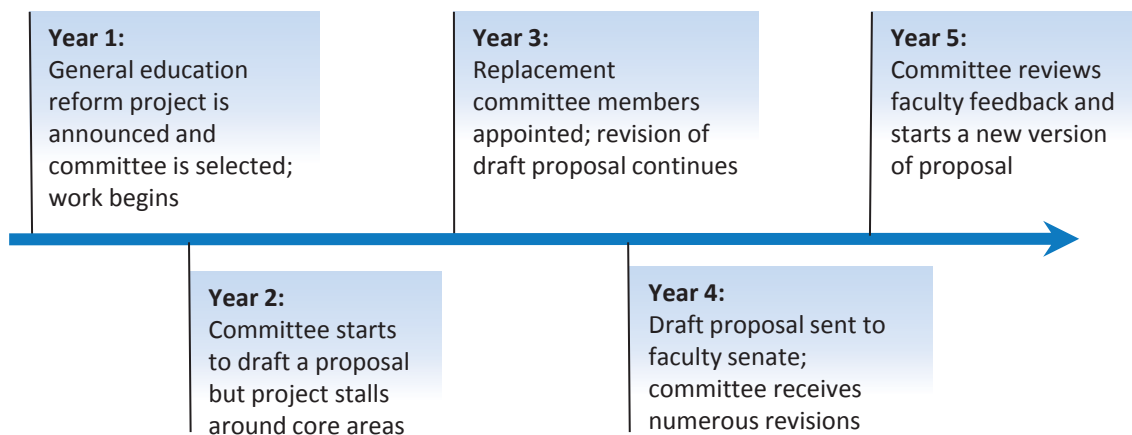 Year 1:
General education
reform project is
announced and
committee is selected;
work begins
Year 2:
Committee starts
to draft a proposal
but project stalls
around core areas
Year 3:
Replacement
committee members
appointed; revision of
draft proposal continues
Year 4:
Draft proposal sent to
faculty senate;
committee receives
numerous revisions
Year 5:
Committee reviews
faculty feedback and
starts a new version
of proposal